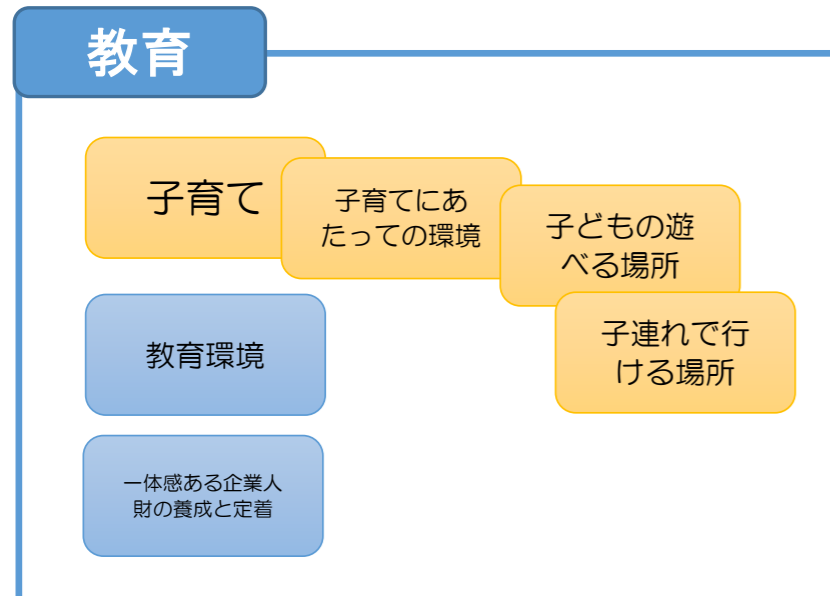 教育
子育て
子育てにあ
たっての環境
子どもの遊
べる場所
子連れで行
ける場所
教育環境
一体感ある企業人
財の養成と定着